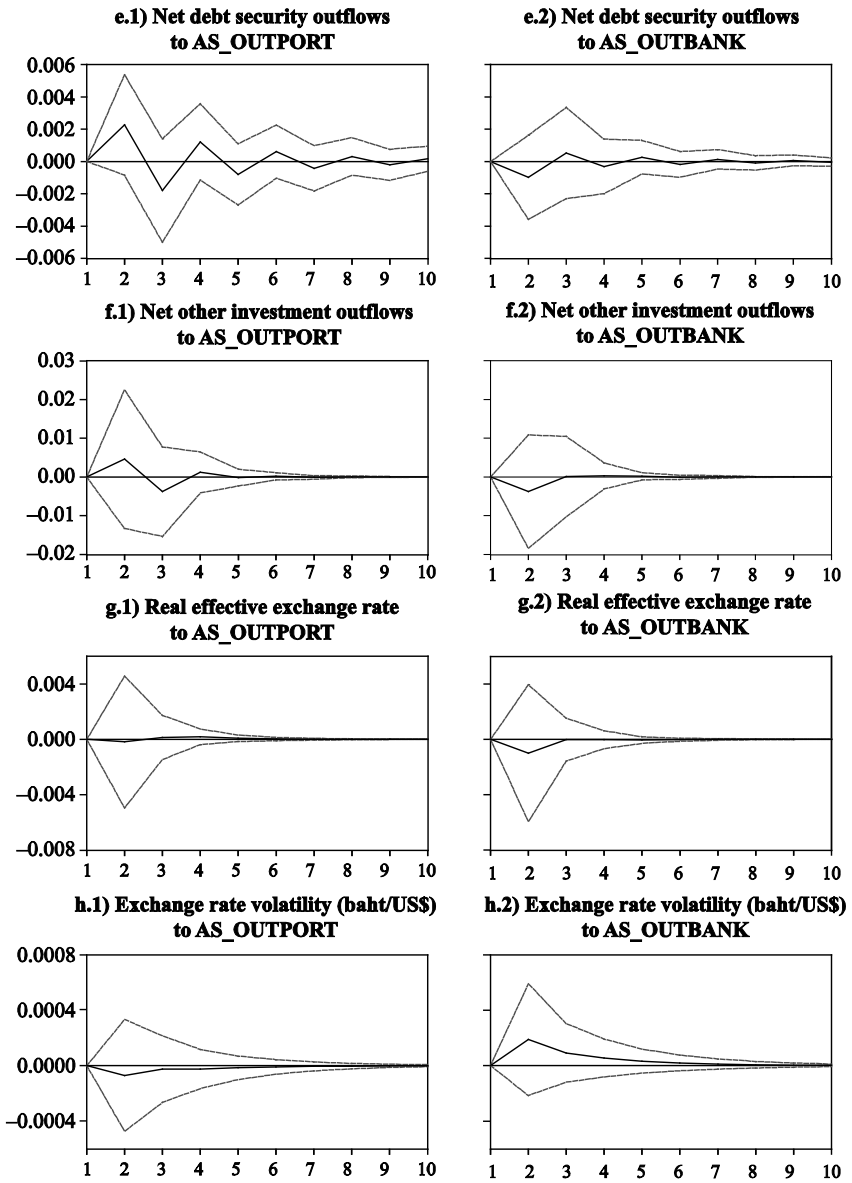 e.1) Net debt security outflows
to AS_OUTPORT
e.2) Net debt security outflows
to AS_OUTBANK
0.006
0.004
0.002
0.000
–0.002
–0.004
–0.006
1 2 3 4 5 6 7 8 9 10
1 2 3 4 5 6 7 8 9 10
f.1) Net other investment outflows
to AS_OUTPORT
f.2) Net other investment outflows
to AS_OUTBANK
0.03
0.02
0.01
0.00
–0.01
–0.02
1 2 3 4 5 6 7 8 9 10
1 2 3 4 5 6 7 8 9 10
g.1) Real effective exchange rate
to AS_OUTPORT
g.2) Real effective exchange rate
to AS_OUTBANK
0.004
0.000
–0.004
–0.008
1 2 3 4 5 6 7 8 9 10
1 2 3 4 5 6 7 8 9 10
h.1) Exchange rate volatility (baht/US$)
to AS_OUTPORT
h.2) Exchange rate volatility (baht/US$)
to AS_OUTBANK
0.0008
0.0004
0.0000
–0.0004
1 2 3 4 5 6 7 8 9 10
1 2 3 4 5 6 7 8 9 10